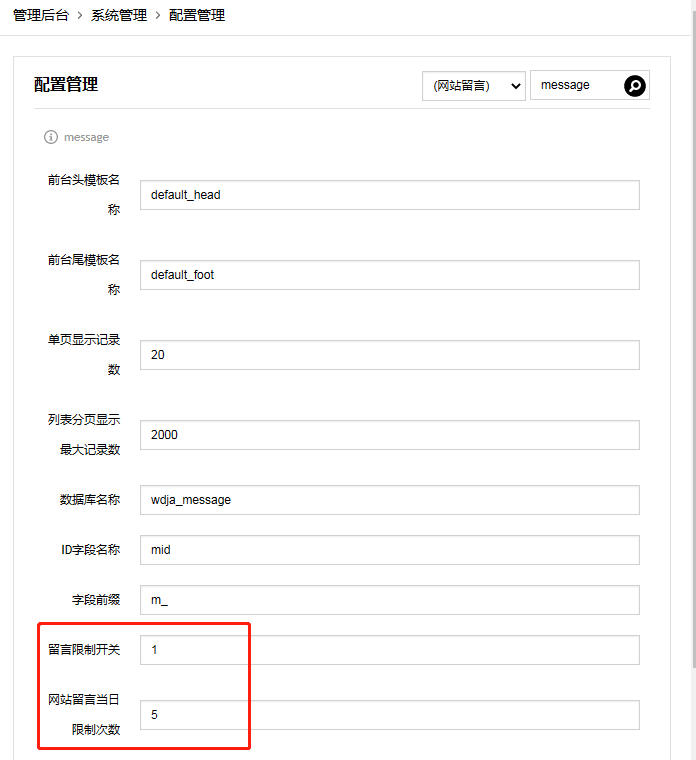 管理后台 > 系统管理 > 配置管理
配置管理
(网站留言)
message
message
前台头模板名
称
default_head
前台尾模板名
称
default_foot
单页显示记录
数
20
列表分页显示
最大记录数
2000
数据库名称
wdja_message
ID字段名称
mid
字段前缀
m_
留言限制开关
1
网站留言当日
限制次数
5